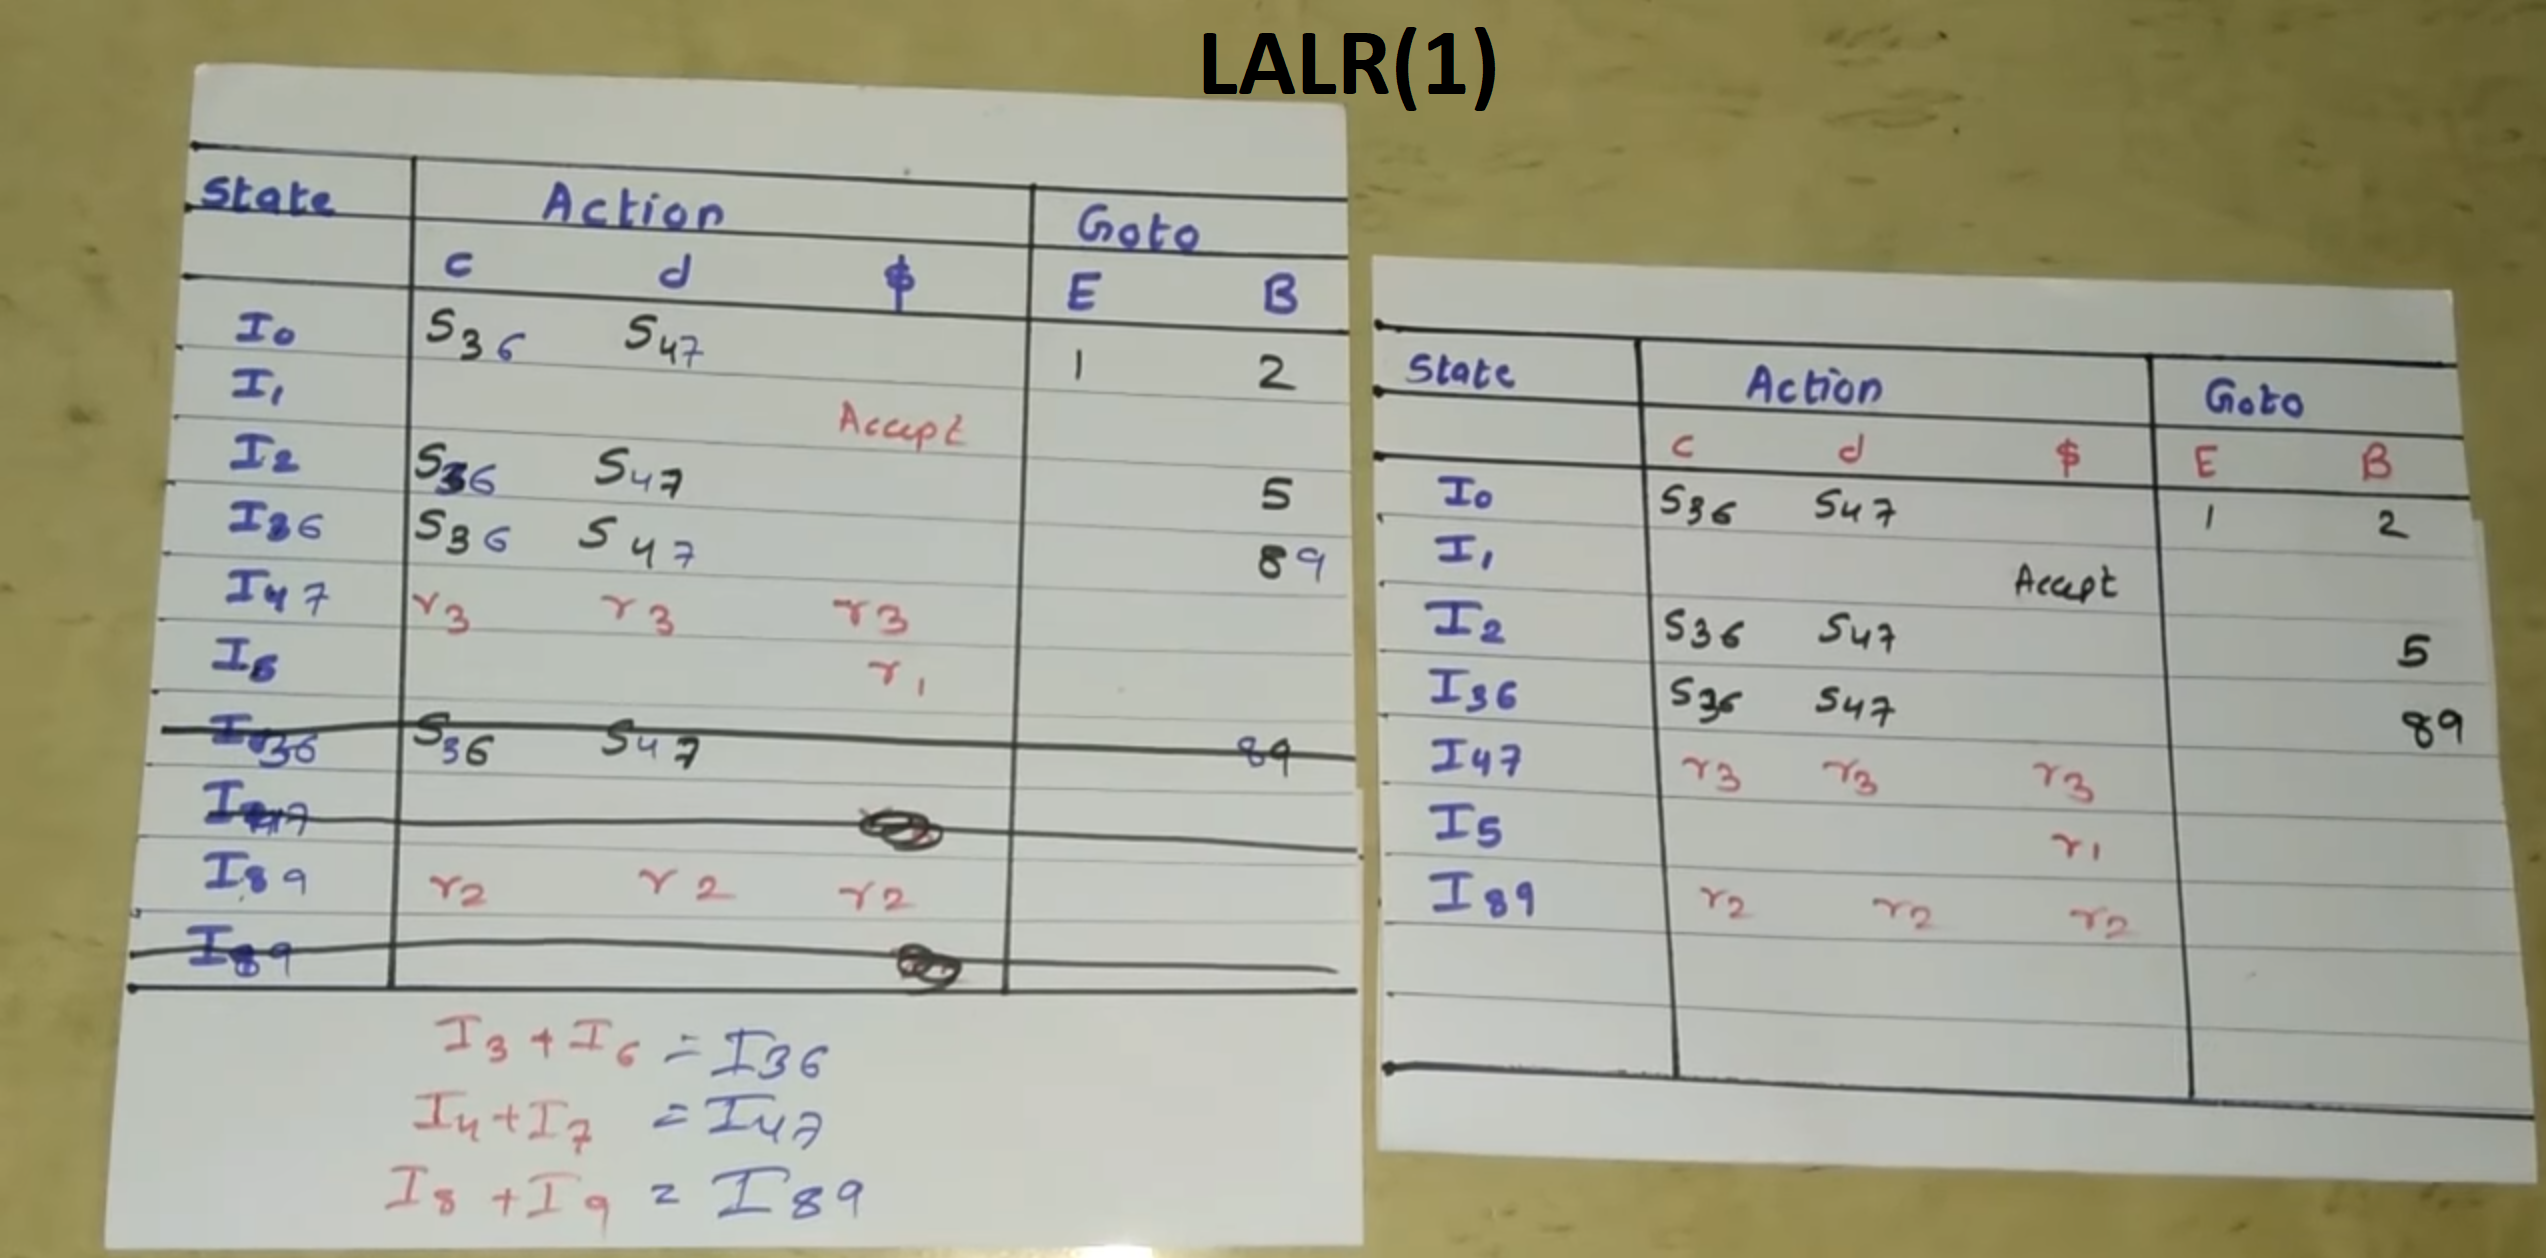 LALR(1)
State Action Goto
c d $ E B
I0 S36 S47 1 2
I1 Accept
I2 S36 S47 5
I36 S36 S47 89
I47 r3 r3 r3
I5 r1
I36 S36 S47 89
I47
I89 r2 r2 r2
I89
I3 + I6 = I36
I4 + I7 = I47
I8 + I9 = I89
State Action Goto
c d $ E B
I0 S36 S47 1 2
I1 Accept
I2 S36 S47 5
I36 S36 S47 89
I47 r3 r3 r3
I5 r1
I89 r2 r2 r2